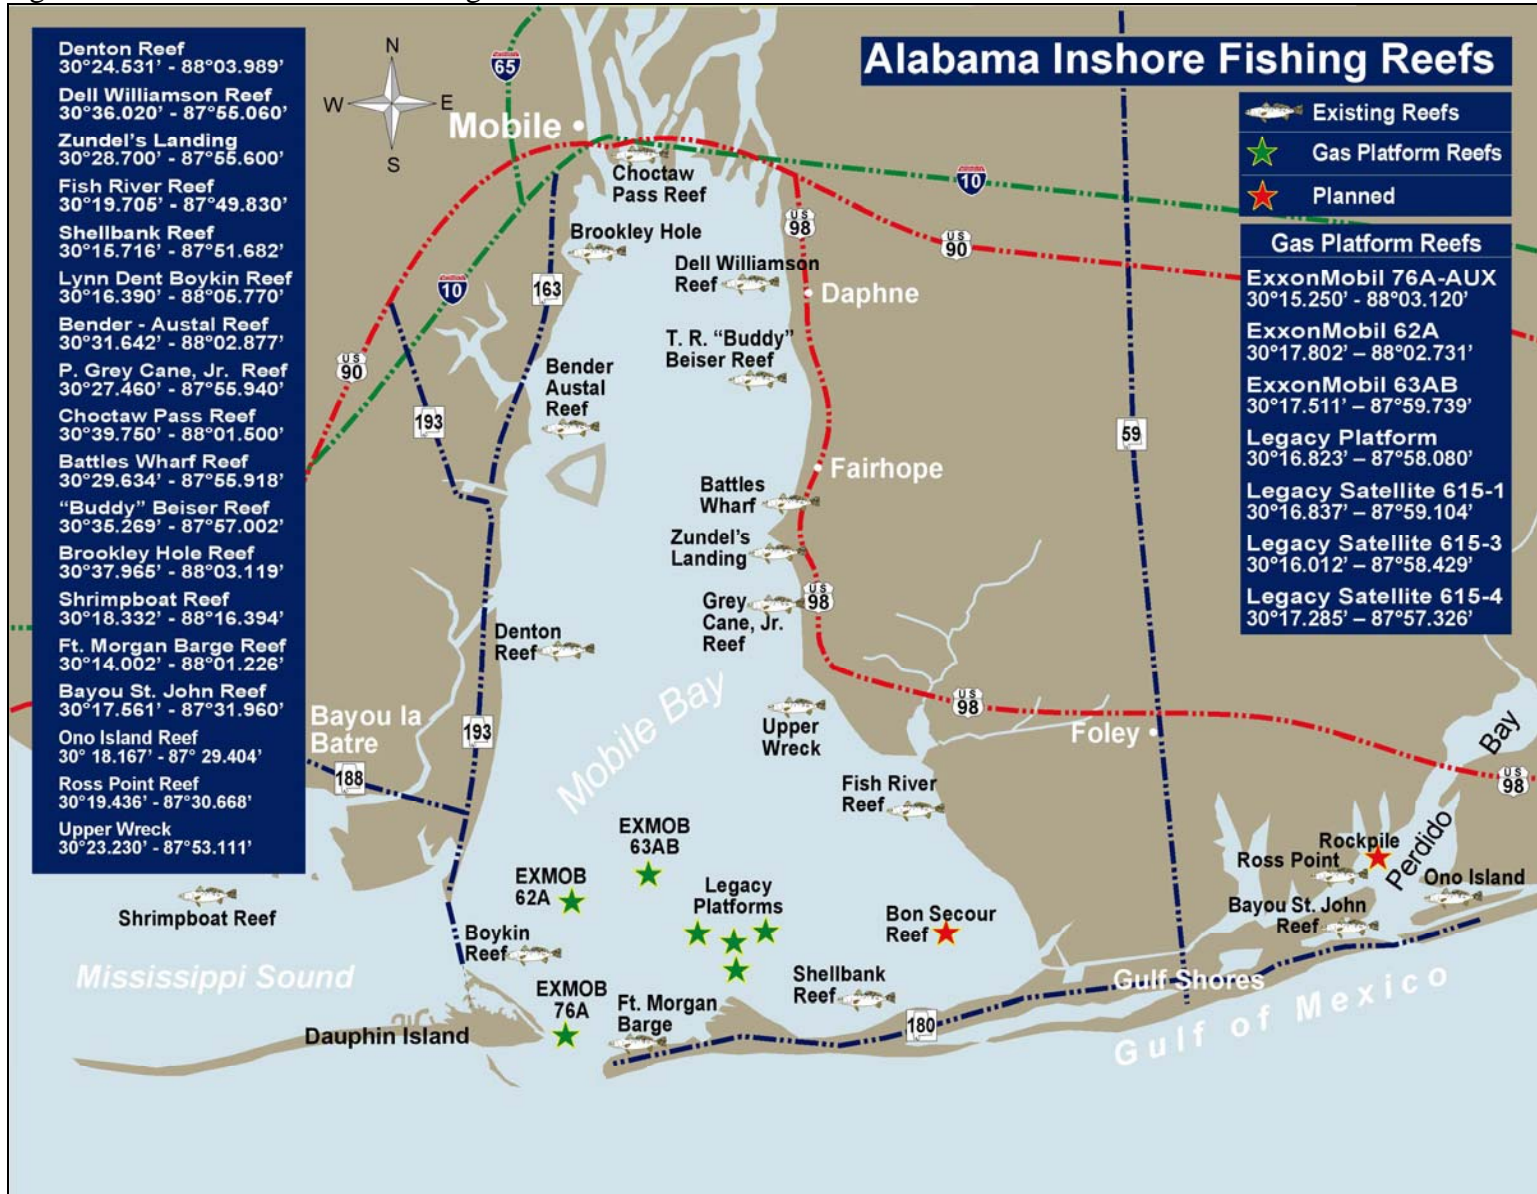 Denton Reef
30°24.531' - 88°03.989'
Dell Williamson Reef
30°36.020' - 87°55.060'
Zundel's Landing
30°28.700' - 87°55.600'
Fish River Reef
30°19.705' - 87°49.830'
Shellbank Reef
30°15.716' - 87°51.682'
Lynn Dent Boykin Reef
30°16.390' - 88°05.770'
Bender - Austal Reef
30°31.642' - 88°02.877'
P. Grey Cane, Jr. Reef
30°27.460' - 87°55.940'
Choctaw Pass Reef
30°39.750' - 88°01.500'
Battles Wharf Reef
30°29.634' - 87°55.918'
"Buddy" Beiser Reef
30°35.269' - 87°57.002'
Brookley Hole Reef
30°37.965' - 88°03.119'
Shrimpboat Reef
30°18.332' - 88°16.394'
Ft. Morgan Barge Reef
30°14.002' - 88°01.226'
Bayou St. John Reef
30°17.561' - 87°31.960'
Ono Island Reef
30° 18.167' - 87° 29.404'
Ross Point Reef
30°19.436' - 87°30.668'
Upper Wreck
30°23.230' - 87°53.111'
N
W E
S
Alabama Inshore Fishing Reefs
Existing Reefs
Gas Platform Reefs
Planned
Gas Platform Reefs
ExxonMobil 76A-AUX
30°15.250' - 88°03.120'
ExxonMobil 62A
30°17.802' – 88°02.731'
ExxonMobil 63AB
30°17.511' – 87°59.739'
Legacy Platform
30°16.823' – 87°58.080'
Legacy Satellite 615-1
30°16.837' – 87°59.104'
Legacy Satellite 615-3
30°16.012' – 87°58.429'
Legacy Satellite 615-4
30°17.285' – 87°57.326'
65
Mobile
Choctaw
Pass Reef
10
US
98
US
90
Brookley Hole
Dell Williamson
Reef
Daphne
10
163
T. R. "Buddy"
Beiser Reef
US
90
Bender
Austal
Reef
193
59
Fairhope
Battles
Wharf
Zundel's
Landing
Grey
Cane, Jr.
Reef
US
98
Denton
Reef
Mobile Bay
Upper
Wreck
US
98
Foley
Bayou la
Batre
193
188
Fish River
Reef
US
98
Perdido
Bay
EXMOB
63AB
EXMOB
62A
Legacy
Platforms
Rockpile
Ross Point
Ono Island
Bayou St. John
Reef
Bon Secour
Reef
Shrimpboat Reef
Boykin
Reef
Mississippi Sound
Shellbank
Reef
Gulf Shores
EXMOB
76A
Ft. Morgan
Barge
180
Dauphin Island
Gulf of Mexico